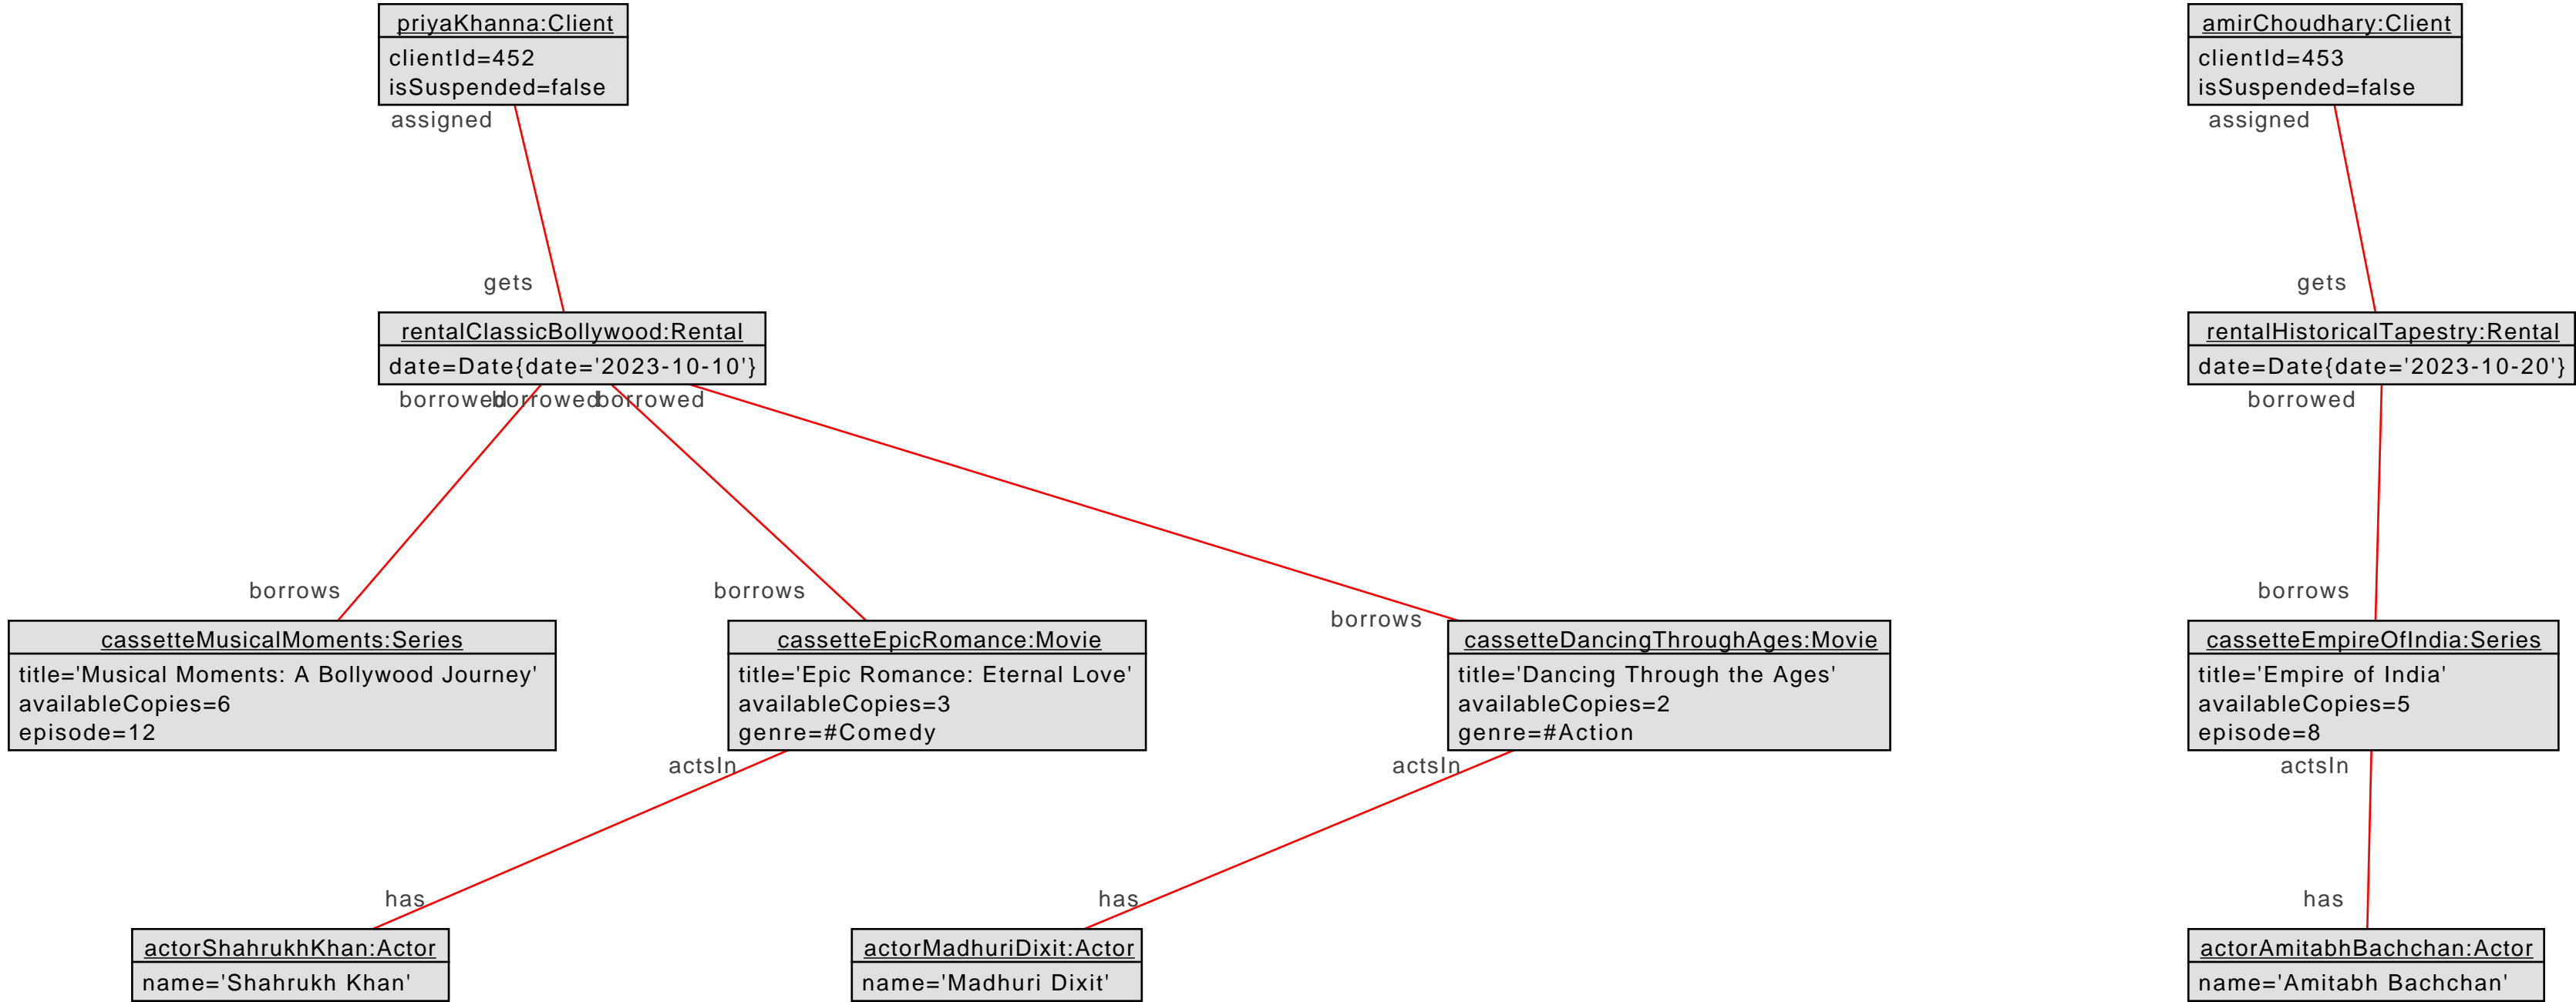 priyaKhanna:Client
clientId=452
isSuspended=false
assigned
amirChoudhary:Client
clientId=453
isSuspended=false
assigned
gets
rentalClassicBollywood:Rental
date=Date{date='2023-10-10'}
borrowed
borrowed
borrowed
gets
rentalHistoricalTapestry:Rental
date=Date{date='2023-10-20'}
borrowed
borrows
cassetteMusicalMoments:Series
title='Musical Moments: A Bollywood Journey'
availableCopies=6
episode=12
borrows
cassetteEpicRomance:Movie
title='Epic Romance: Eternal Love'
availableCopies=3
genre=#Comedy
actsIn
borrows
cassetteDancingThroughAges:Movie
title='Dancing Through the Ages'
availableCopies=2
genre=#Action
actsIn
borrows
cassetteEmpireOfIndia:Series
title='Empire of India'
availableCopies=5
episode=8
actsIn
has
actorShahrukhKhan:Actor
name='Shahrukh Khan'
has
actorMadhuriDixit:Actor
name='Madhuri Dixit'
has
actorAmitabhBachchan:Actor
name='Amitabh Bachchan'